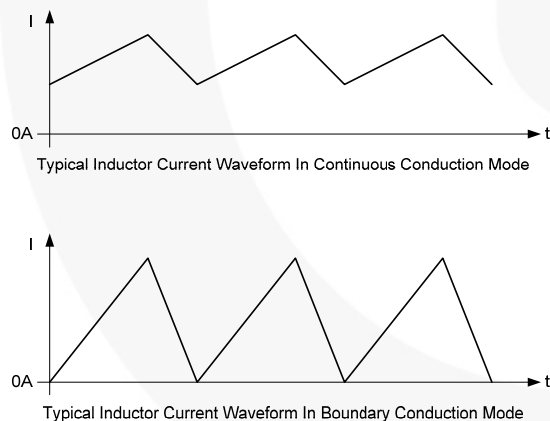 I
0A
t
Typical Inductor Current Waveform In Continuous Conduction Mode
I
0A
t
Typical Inductor Current Waveform In Boundary Conduction Mode